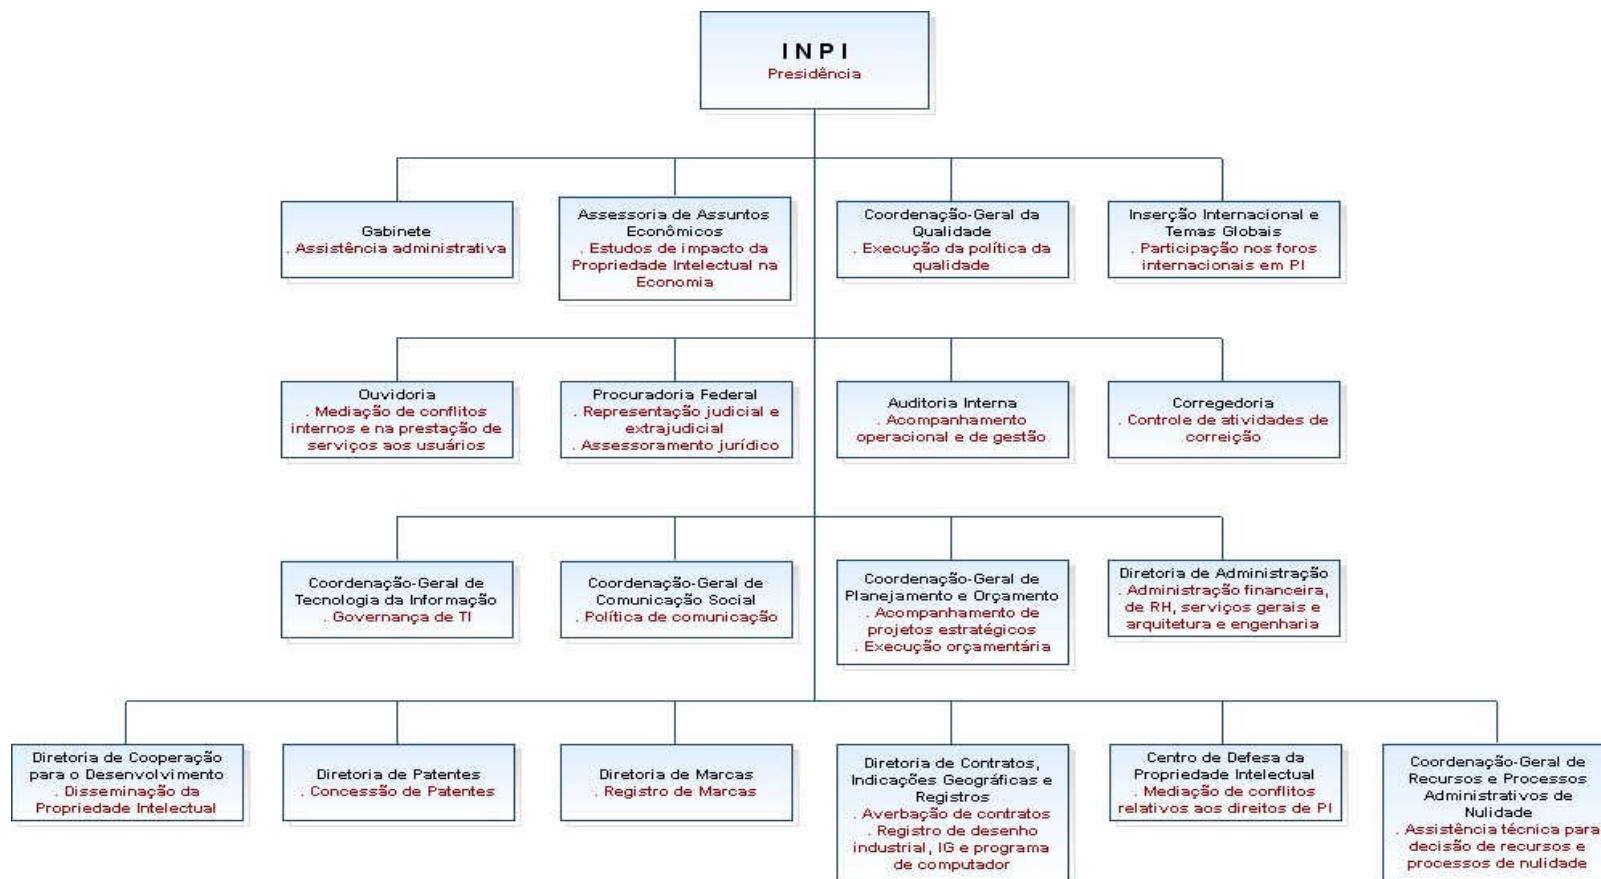 I N P I
Presidência
Gabinete
. Assistência administrativa
Assessoria de Assuntos
Econômicos
. Estudos de impacto da
Propriedade Intelectual na
Economia
Coordenação-Geral da
Qualidade
. Execução da política da
qualidade
Inserção Internacional e
Temas Globais
. Participação nos foros
internacionais em PI
Ouvidoria
. Mediação de conflitos
internos e na prestação de
serviços aos usuários
Procuradoria Federal
. Representação judicial e
extrajudicial
. Assessoramento jurídico
Auditoria Interna
. Acompanhamento
operacional e de gestão
Corregedoria
. Controle de atividades de
correição
Coordenação-Geral de
Tecnologia da Informação
. Governança de TI
Coordenação-Geral de
Comunicação Social
. Política de comunicação
Coordenação-Geral de
Planejamento e Orçamento
. Acompanhamento de
projetos estratégicos
. Execução orçamentária
Diretoria de Administração
. Administração financeira,
de RH, serviços gerais e
arquitetura e engenharia
Diretoria de Cooperação
para o Desenvolvimento
. Disseminação da
Propriedade Intelectual
Diretoria de Patentes
. Concessão de Patentes
Diretoria de Marcas
. Registro de Marcas
Diretoria de Contratos,
Indicações Geográficas e
Registros
. Averbação de contratos
. Registro de desenho
industrial, IG e programa
de computador
Centro de Defesa da
Propriedade Intelectual
. Mediação de conflitos
relativos aos direitos de PI
Coordenação-Geral de
Recursos e Processos
Administrativos de
Nulidade
. Assistência técnica para
decisão de recursos e
processos de nulidade